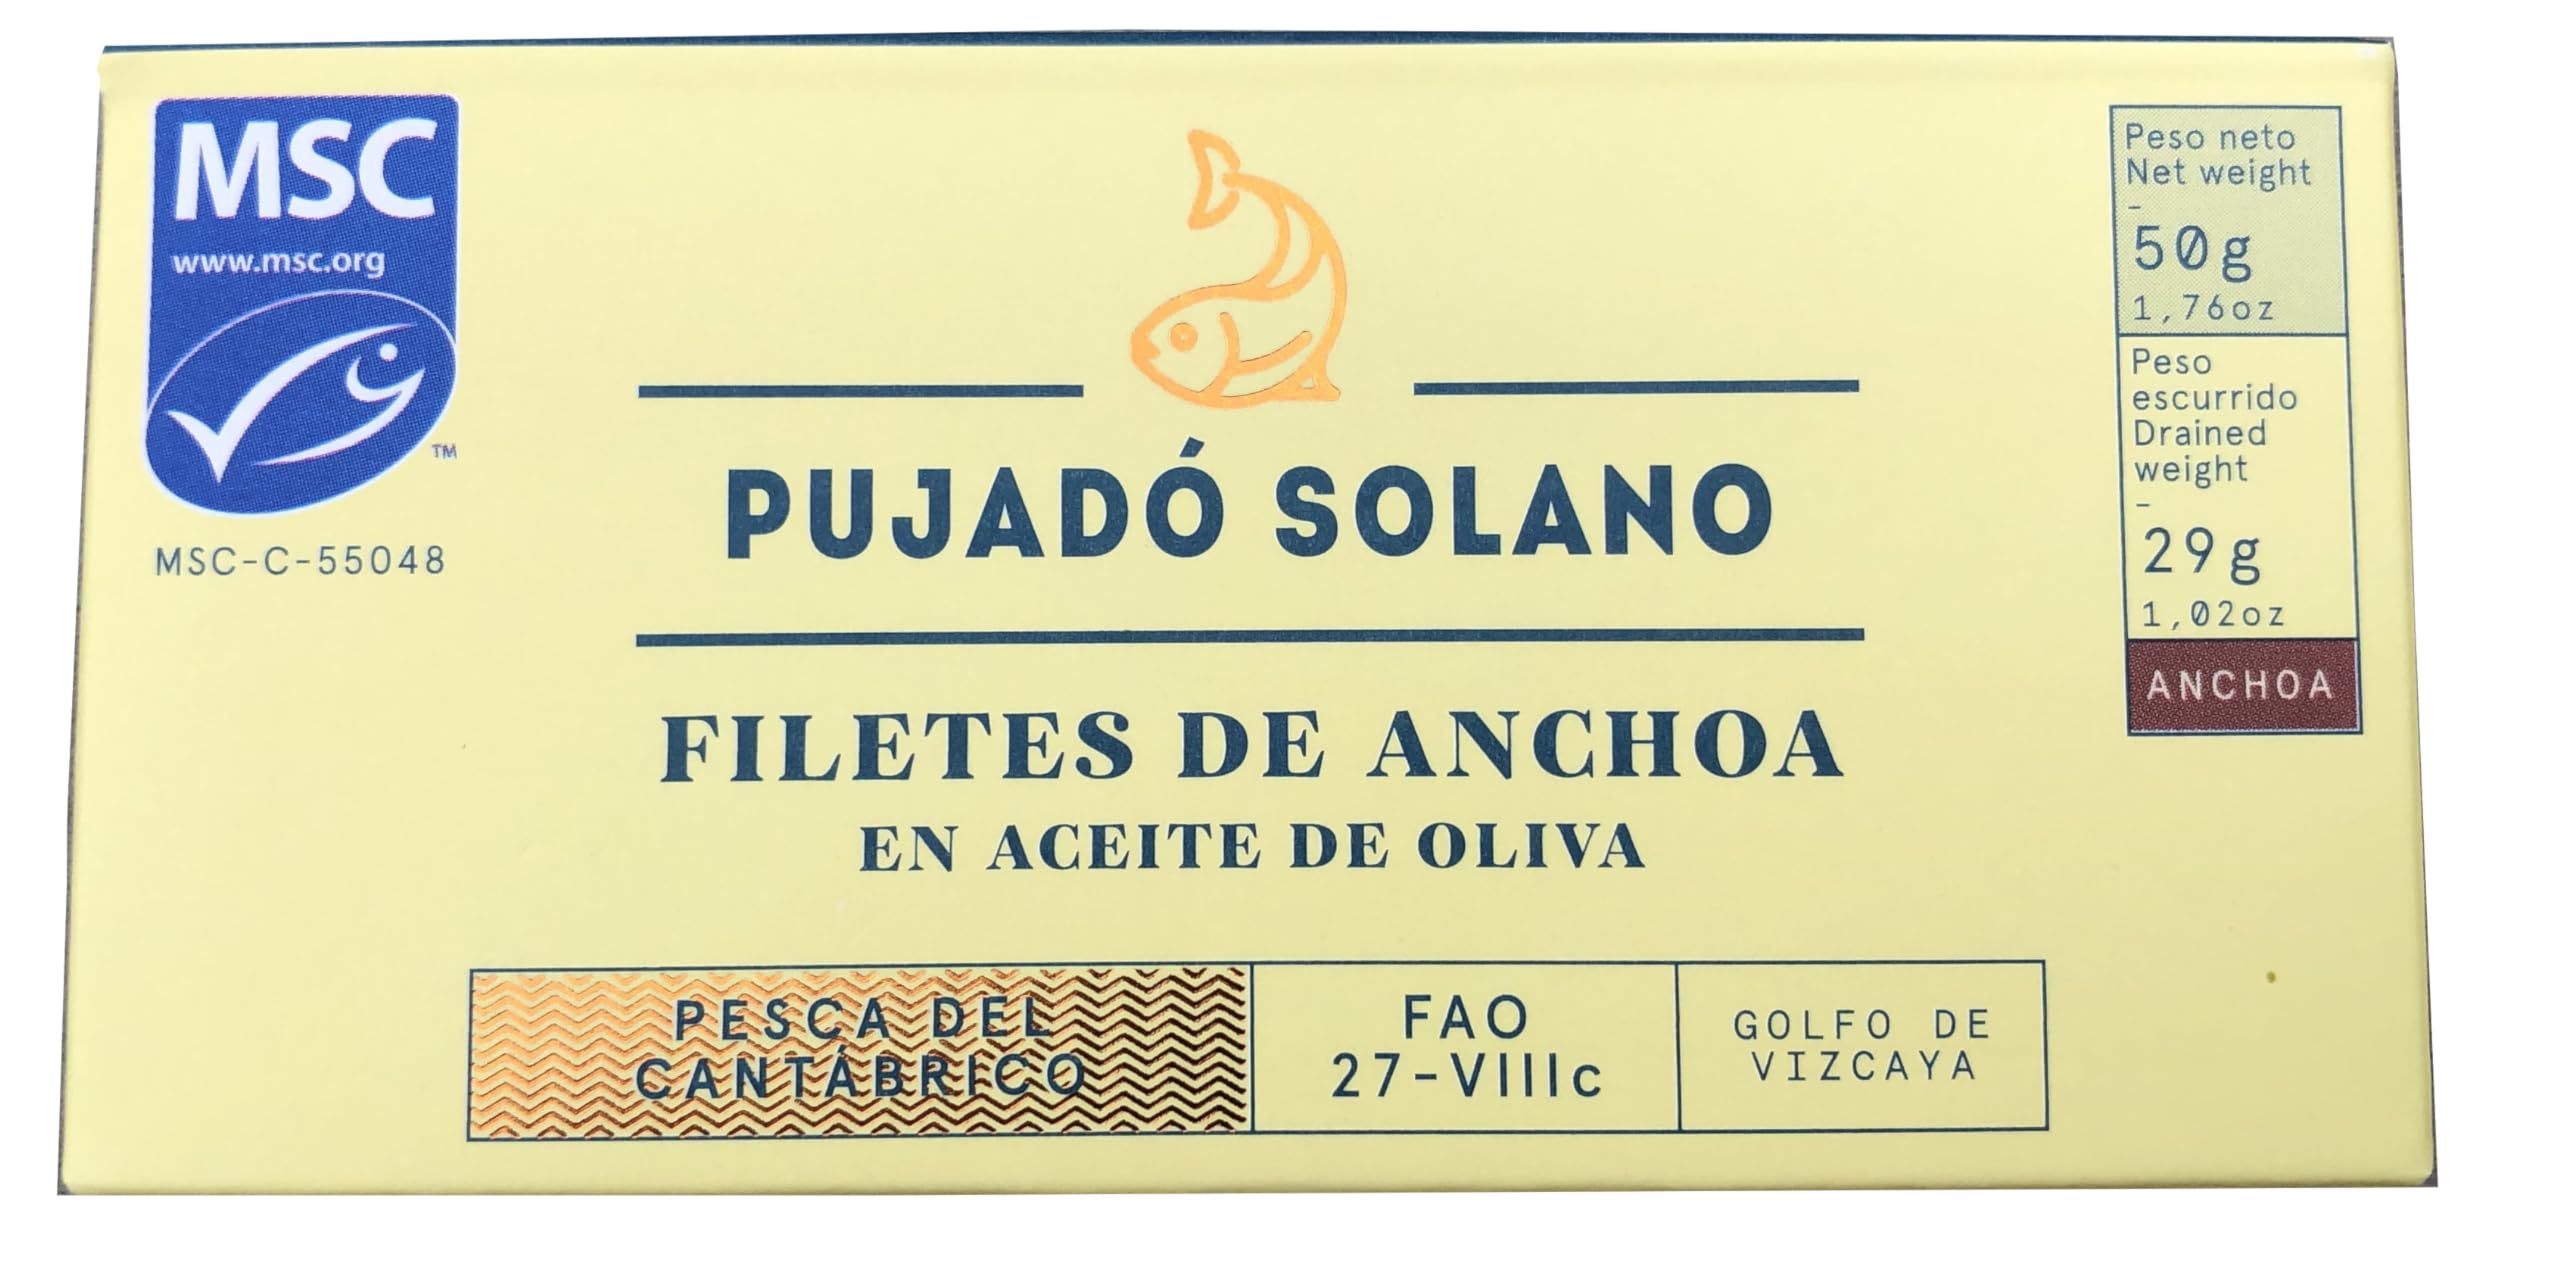 MSC
www.msc.org
TM
MSC-C-55048
PUJADÓ SOLANO
FILETES DE ANCHOA
EN ACEITE DE OLIVA
PESCA DEL
CANTÁBRICO
FAO
27-VIIIc
GOLFO DE
VIZCAYA
Peso neto
Net weight
-
50g
1,76oz
Peso
escurrido
Drained
weight
-
29g
1,02oz
ANCHOA